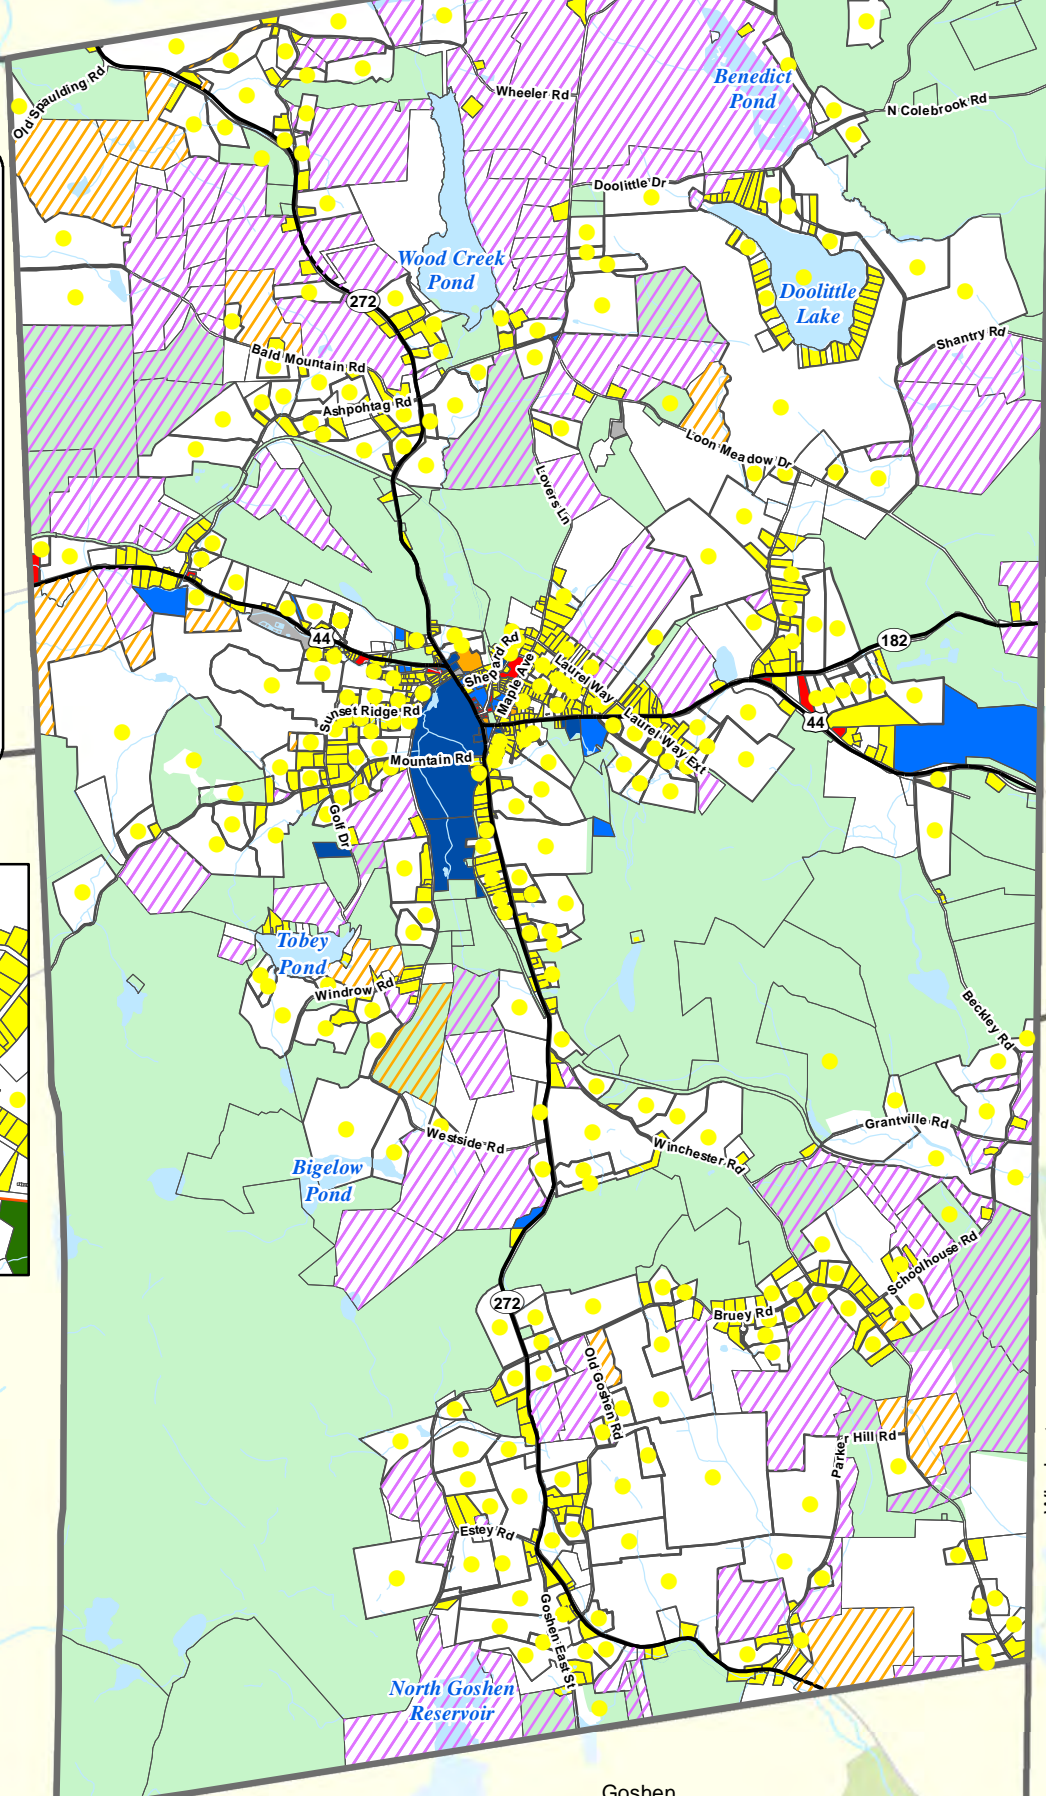 Old Spaulding Rd
Wheeler Rd
Benedict
Pond
N Colebrook Rd
Doolittle Dr
Wood Creek
Pond
272
Doolittle
Lake
Shantry Rd
Bald Mountain Rd
Ashpohtag Rd
Loon Meadow Dr
Lovers Ln
44
182
Shepard Rd
Maple Ave
Laurel Way
Sunset Ridge Rd
Laurel Way Ext
44
Mountain Rd
Golf Dr
Tobey
Pond
Windrow Rd
Beckley Rd
Grantville Rd
Westside Rd
Winchester Rd
Bigelow
Pond
Schoolhouse Rd
272
Bruey Rd
Old Goshen Rd
Parker Hill Rd
Estey Rd
Goshen East St
North Goshen
Reservoir
Goshen